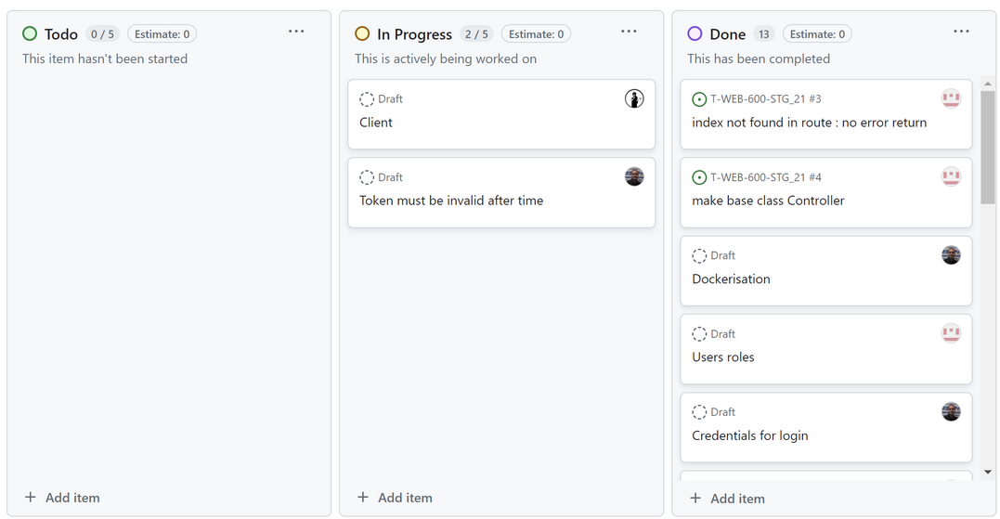 Todo 0 / 5 Estimate: 0
This item hasn't been started
Add item
In Progress 2 / 5 Estimate: 0
This is actively being worked on
Draft
Client
Draft
Token must be invalid after time
Add item
Done 13 Estimate: 0
This has been completed
T-WEB-600-STG_21 #3
index not found in route : no error return
T-WEB-600-STG_21 #4
make base class Controller
Draft
Dockerisation
Draft
Users roles
Draft
Credentials for login
Add item